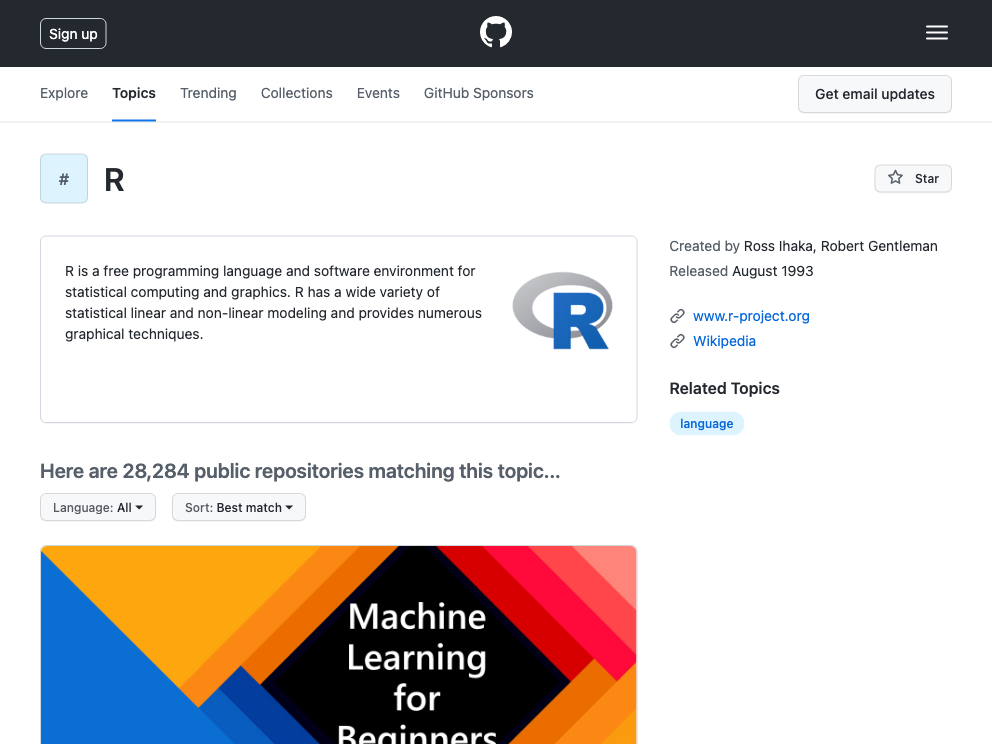 Sign up
Explore Topics Trending Collections Events GitHub Sponsors Get email updates
# R Star
R is a free programming language and software environment for
statistical computing and graphics. R has a wide variety of
statistical linear and non-linear modeling and provides numerous
graphical techniques.
R
Created by Ross Ihaka, Robert Gentleman
Released August 1993
www.r-project.org
Wikipedia
Related Topics
language
Here are 28,284 public repositories matching this topic...
Language: All Sort: Best match
Machine
Learning
for
Beginners